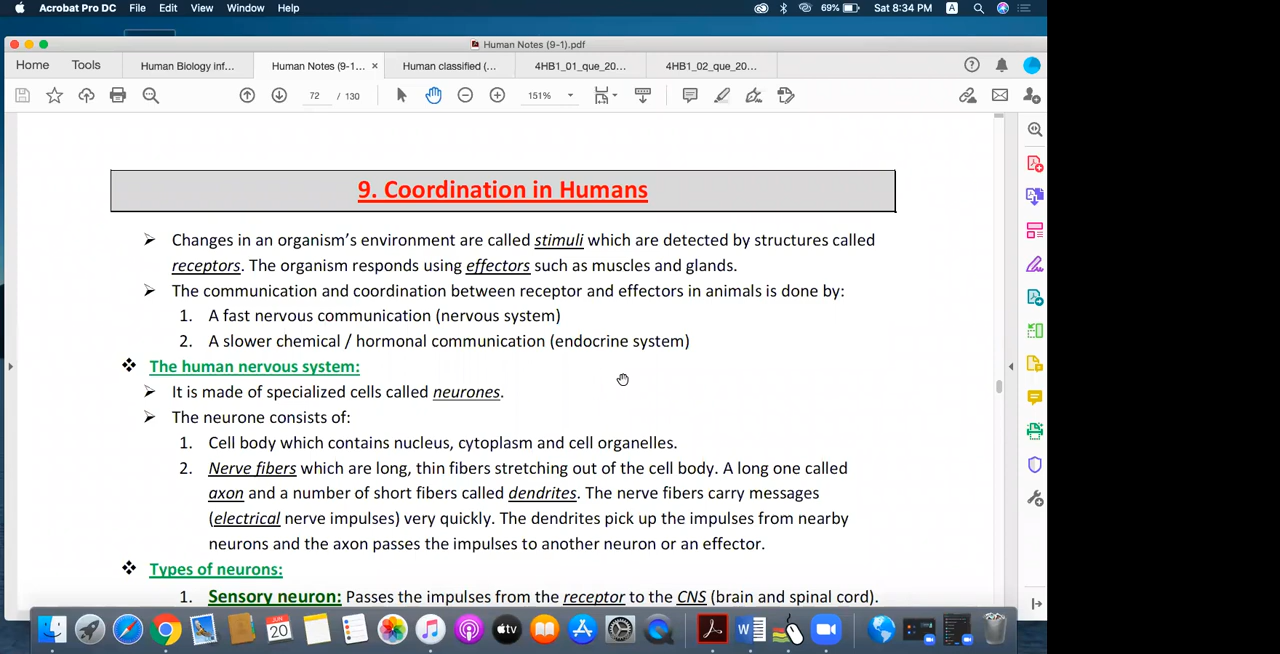 Acrobat Pro DC File Edit View Window Help 69% Sat 8:34 PM A
Human Notes (9-1).pdf
Home Tools Human Biology inf... Human Notes (9-1... × Human classified (... 4HB1_01_que_20... 4HB1_02_que_20...
72 / 130 151%
9. Coordination in Humans
➢ Changes in an organism's environment are called stimuli which are detected by structures called
receptors. The organism responds using effectors such as muscles and glands.
➢ The communication and coordination between receptor and effectors in animals is done by:
1. A fast nervous communication (nervous system)
2. A slower chemical / hormonal communication (endocrine system)
❖ The human nervous system:
➢ It is made of specialized cells called neurones.
➢ The neurone consists of:
1. Cell body which contains nucleus, cytoplasm and cell organelles.
2. Nerve fibers which are long, thin fibers stretching out of the cell body. A long one called
axon and a number of short fibers called dendrites. The nerve fibers carry messages
(electrical nerve impulses) very quickly. The dendrites pick up the impulses from nearby
neurons and the axon passes the impulses to another neuron or an effector.
❖ Types of neurons:
1. Sensory neuron: Passes the impulses from the receptor to the CNS (brain and spinal cord).
JUN
20
tv
W